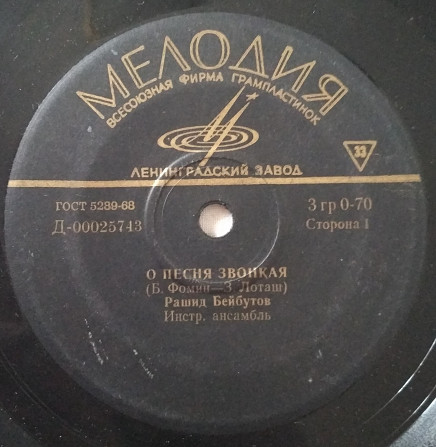 МЕЛОДИЯ
ВСЕСОЮЗНАЯ ФИРМА ГРАМПЛАСТИНОК
33
ЛЕНИНГРАДСКИЙ ЗАВОД
ГОСТ 5289-68
Д-00025743
3 гр 0-70
Сторона 1
О ПЕСНЯ ЗВОНКАЯ
(Б. Фомин—З. Лоташ)
Рашид Бейбутов
Инстр. ансамбль